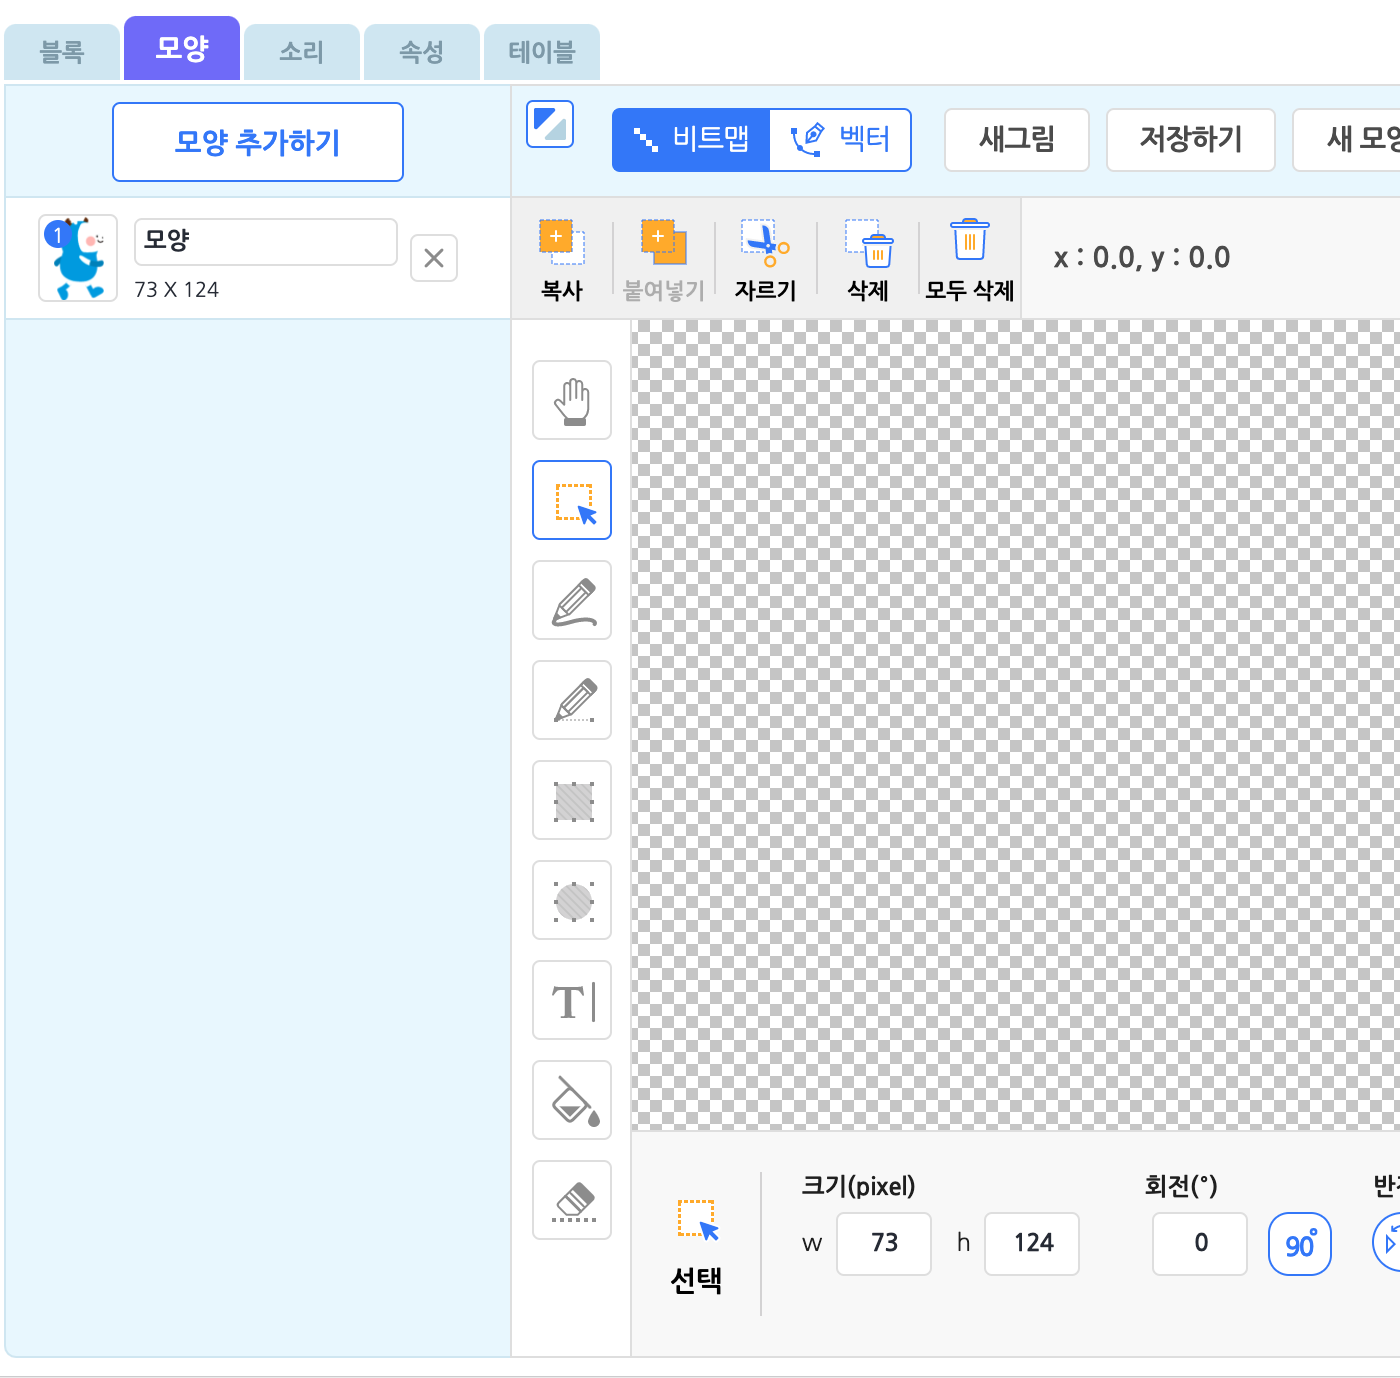 블록 모양 소리 속성 테이블
모양 추가하기
비트맵 벡터 새그림 저장하기 새 모
1 모양
73 X 124
복사 붙여넣기 자르기 삭제 모두 삭제
x : 0.0, y : 0.0
T
선택
크기(pixel) 회전(°)
w 73 h 124 0 90°